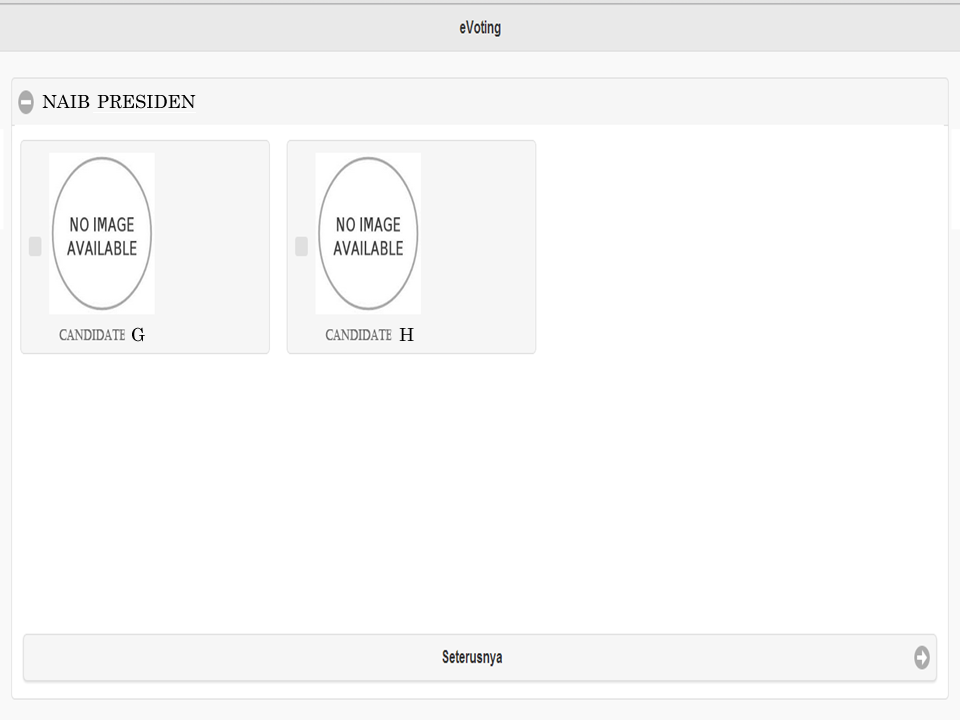 eVoting
NAIB PRESIDEN
NO IMAGE
AVAILABLE
CANDIDATE G
NO IMAGE
AVAILABLE
CANDIDATE H
Seterusnya